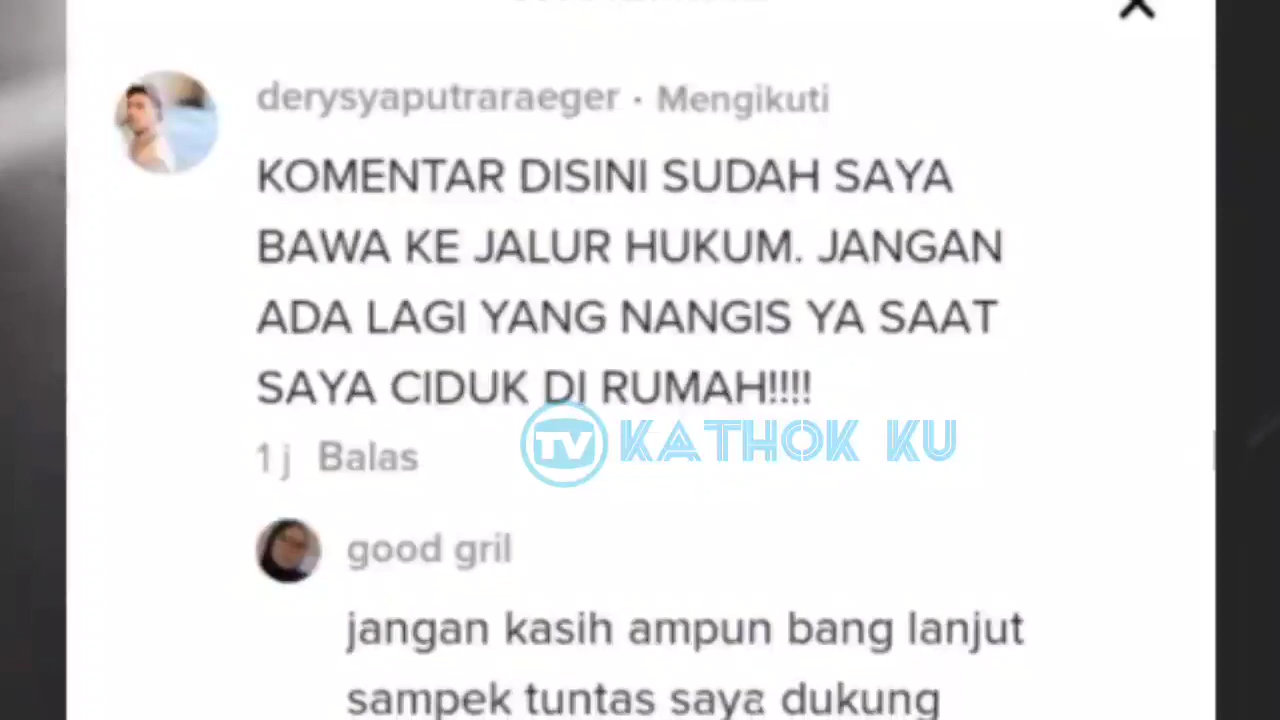 derysyaputraraeger · Mengikuti
KOMENTAR DISINI SUDAH SAYA
BAWA KE JALUR HUKUM. JANGAN
ADA LAGI YANG NANGIS YA SAAT
SAYA CIDUK DI RUMAH!!!!
1 j Balas
TV KATHOK KU
good gril
jangan kasih ampun bang lanjut
sampek tuntas saya dukung